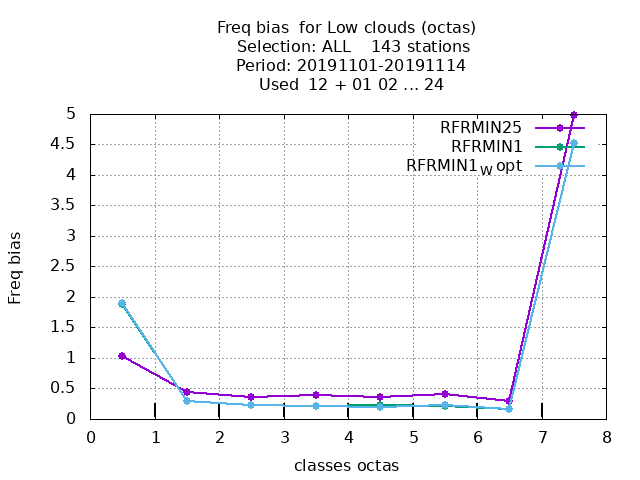 Freq bias  for Low clouds (octas)
Selection: ALL    143 stations
Period: 20191101-20191114
Used  12 + 01 02 ... 24
RFRMIN25
RFRMIN1
RFRMIN1W opt
5
4.5
4
3.5
3
2.5
2
1.5
1
0.5
0
Freq bias
0 1 2 3 4 5 6 7 8
classes octas